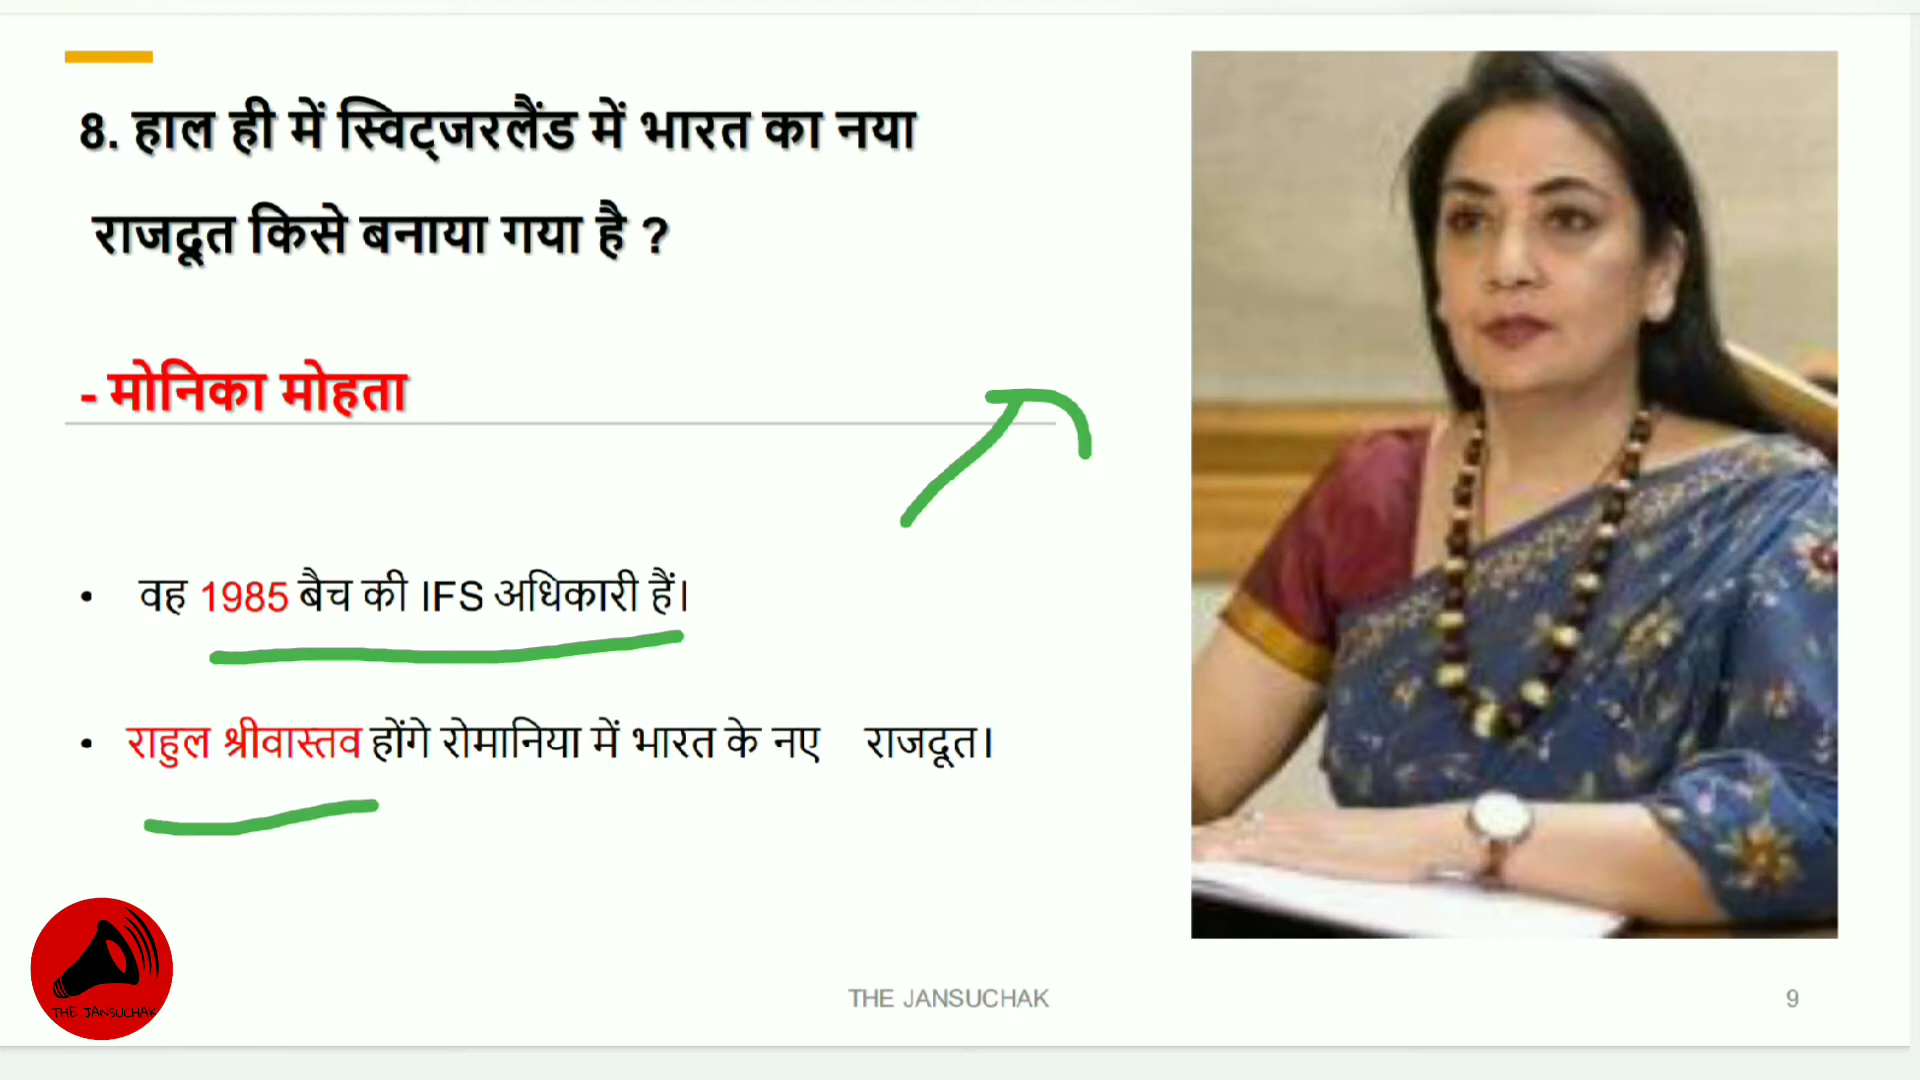 8. हाल ही में स्विट्जरलैंड में भारत का नया
राजदूत किसे बनाया गया है ?
- मोनिका मोहता
• वह 1985 बैच की IFS अधिकारी हैं।
• राहुल श्रीवास्तव होंगे रोमानिया में भारत के नए राजदूत।
THE JANSUCHAK
THE JANSUCHAK
9